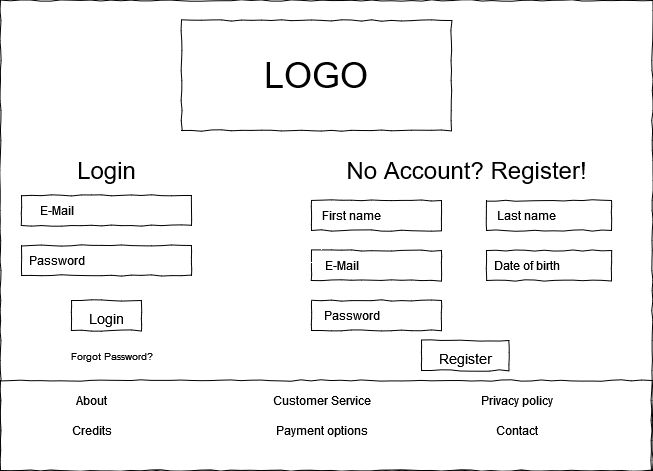 LOGO
Login
No Account? Register!
E-Mail
First name
Last name
Password
E-Mail
Date of birth
Login
Password
Forgot Password?
Register
About
Customer Service
Privacy policy
Credits
Payment options
Contact